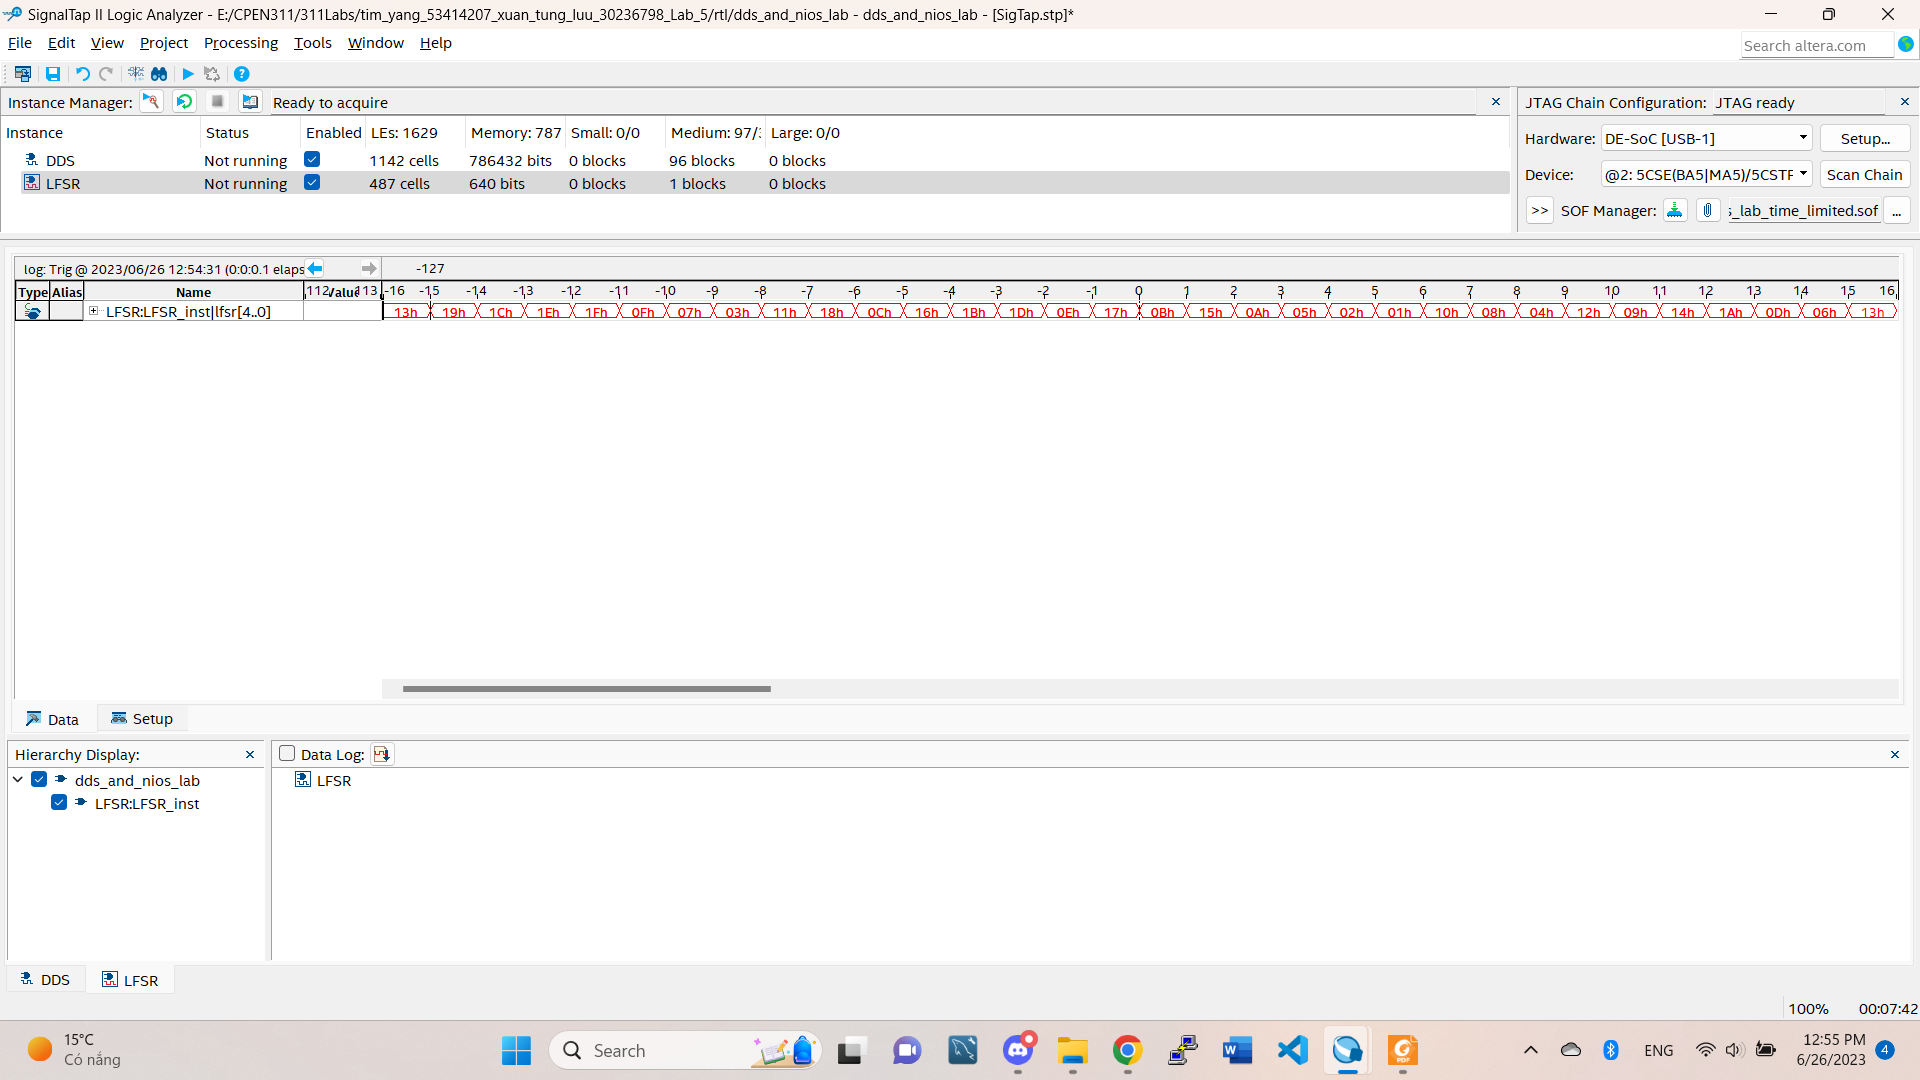 SignalTap II Logic Analyzer - E:/CPEN311/311Labs/tim_yang_53414207_xuan_tung_luu_30236798_Lab_5/rtl/dds_and_nios_lab - dds_and_nios_lab - [SigTap.stp]*
File Edit View Project Processing Tools Window Help
Search altera.com
Instance Manager: Ready to acquire
JTAG Chain Configuration: JTAG ready
Instance Status Enabled LEs: 1629 Memory: 787 Small: 0/0 Medium: 97/ Large: 0/0
DDS Not running 1142 cells 786432 bits 0 blocks 96 blocks 0 blocks
LFSR Not running 487 cells 640 bits 0 blocks 1 blocks 0 blocks
Hardware: DE-SoC [USB-1] Setup...
Device: @2: 5CSE(BA5|MA5)/5CSTF Scan Chain
>> SOF Manager: s_lab_time_limited.sof ...
log: Trig @ 2023/06/26 12:54:31 (0:0:0.1 elaps -127
Type Alias Name 112 Value 113 -16 -15 -14 -13 -12 -11 -10 -9 -8 -7 -6 -5 -4 -3 -2 -1 0 1 2 3 4 5 6 7 8 9 10 11 12 13 14 15 16
LFSR:LFSR_inst|lfsr[4..0] 13h 19h 1Ch 1Eh 1Fh 0Fh 07h 03h 11h 18h 0Ch 16h 1Bh 1Dh 0Eh 17h 0Bh 15h 0Ah 05h 02h 01h 10h 08h 04h 12h 09h 14h 1Ah 0Dh 06h 13h
Data Setup
Hierarchy Display:
dds_and_nios_lab
LFSR:LFSR_inst
Data Log:
LFSR
DDS LFSR
100% 00:07:42
15°C
Có nắng
Search
ENG
12:55 PM
6/26/2023
4